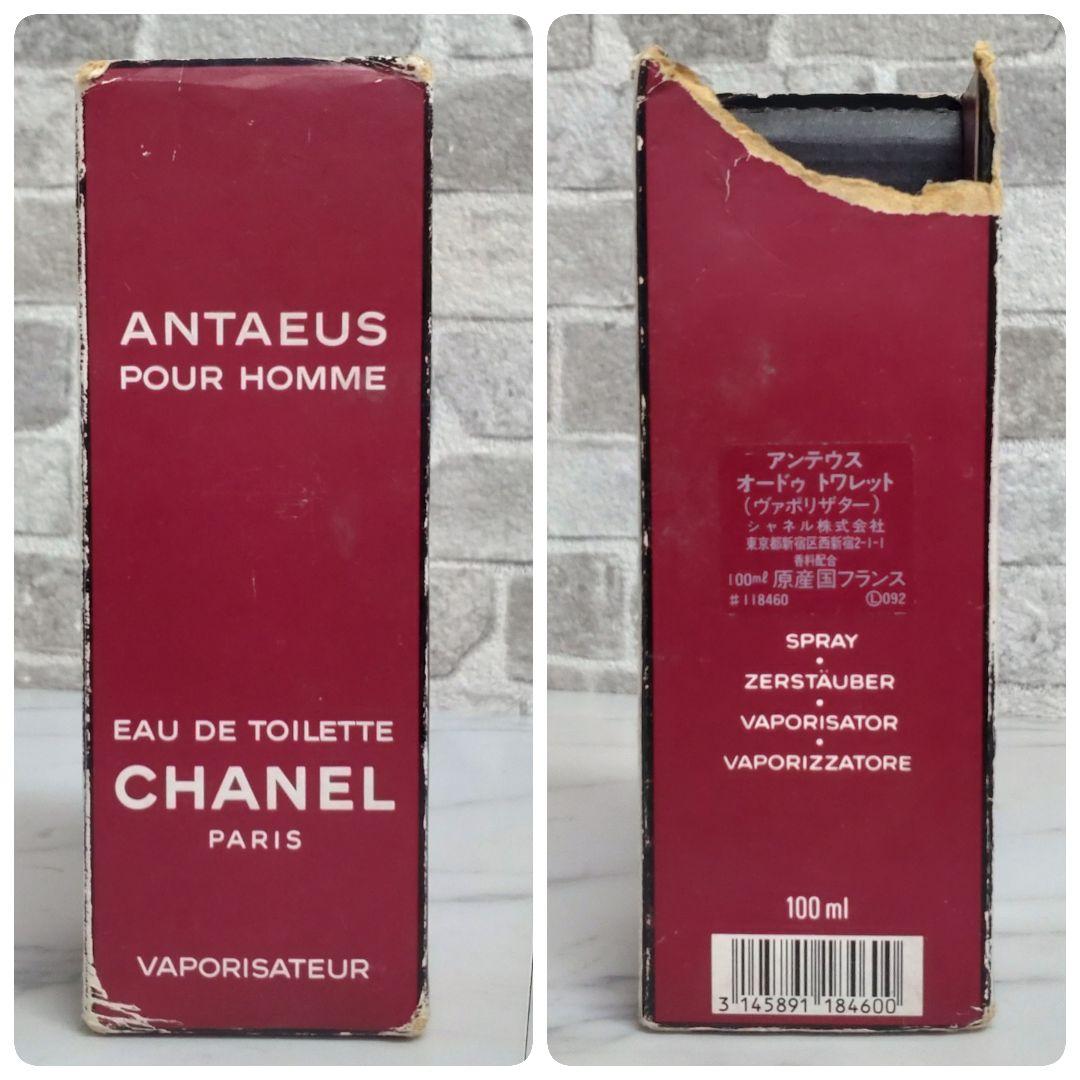 ANTAEUS
POUR HOMME
EAU DE TOILETTE
CHANEL
PARIS
VAPORISATEUR
アンテウス
オードゥ トワレット
(ヴァポリザター)
シャネル株式会社
東京都新宿区西新宿2-1-1
香料配合
100ml 原産国フランス
#118460 Ⓛ092
SPRAY
•
ZERSTÄUBER
•
VAPORISATOR
•
VAPORIZZATORE
100 ml
3 145891 184600